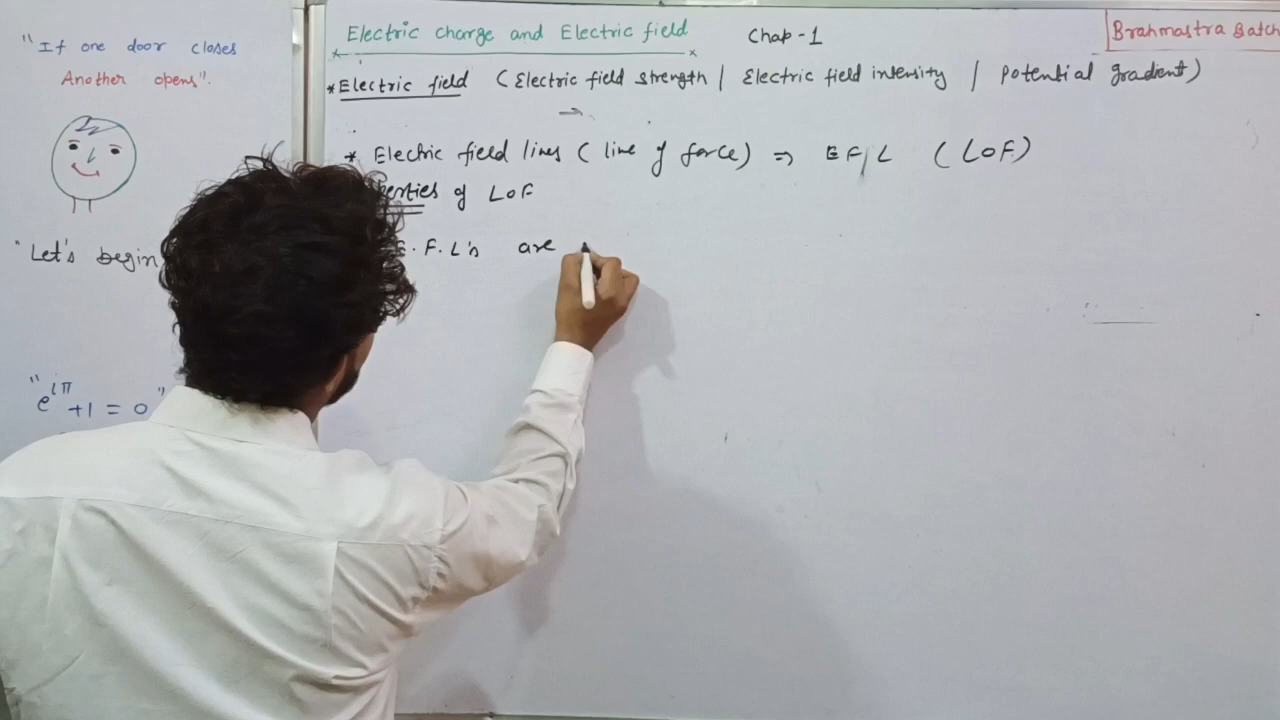 "If one door closes
Another opens".
"Let's begin
"e^iπ +1 = 0"
Electric charge and Electric field
Chap-1
Brahmastra Batch
* Electric field (Electric field strength | Electric field intensity | Potential gradient)
* Electric field lines (line of force) ⇒ EF/L (LOF)
of LOF
F. L's are